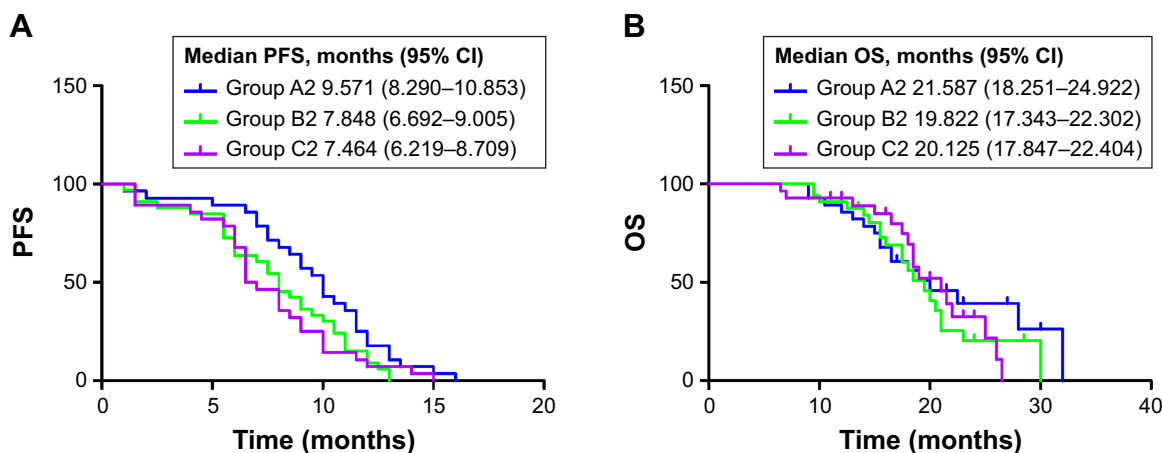 A
Median PFS, months (95% CI)
Group A2 9.571 (8.290–10.853)
Group B2 7.848 (6.692–9.005)
Group C2 7.464 (6.219–8.709)
150
100
50
0
PFS
0 5 10 15 20
Time (months)
B
Median OS, months (95% CI)
Group A2 21.587 (18.251–24.922)
Group B2 19.822 (17.343–22.302)
Group C2 20.125 (17.847–22.404)
150
100
50
0
OS
0 10 20 30 40
Time (months)